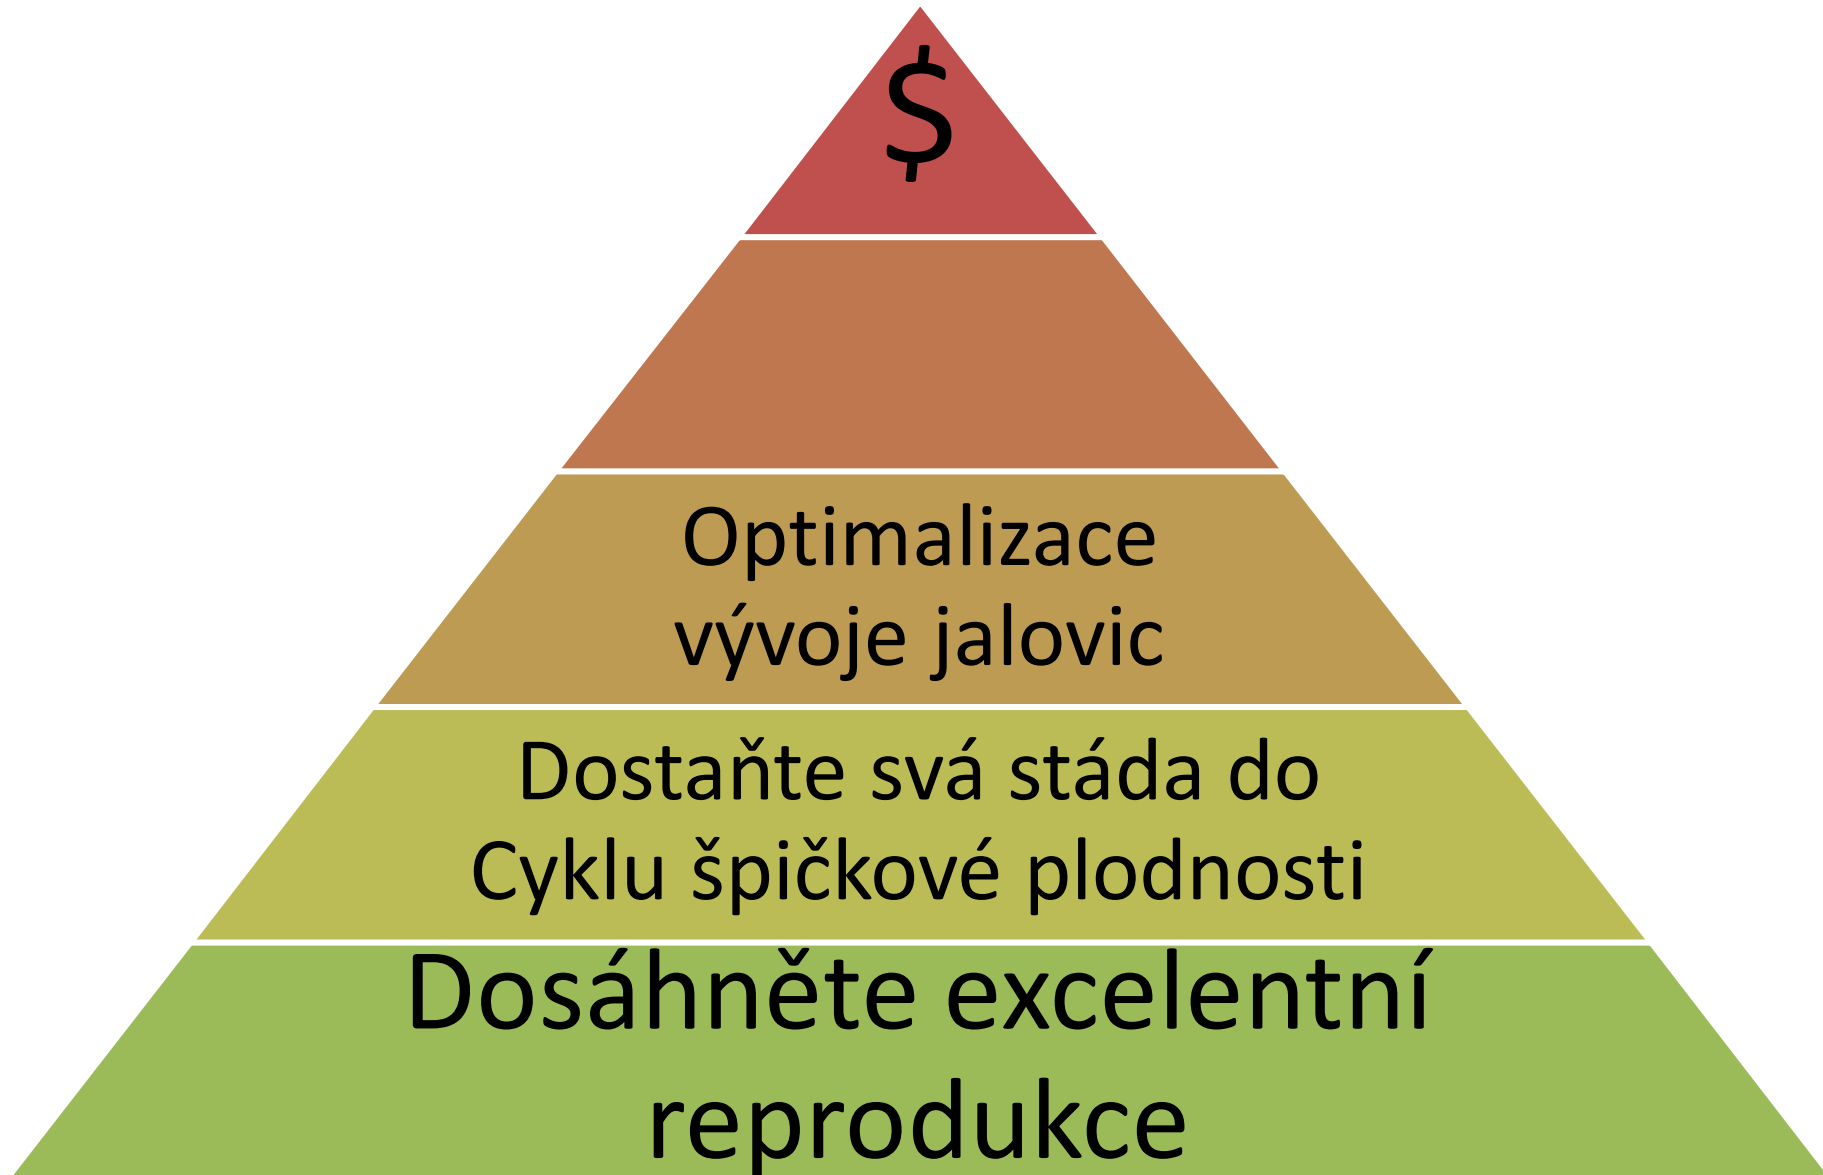 $
Optimalizace
vývoje jalovic
Dostaňte svá stáda do
Cyklu špičkové plodnosti
Dosáhněte excelentní
reprodukce